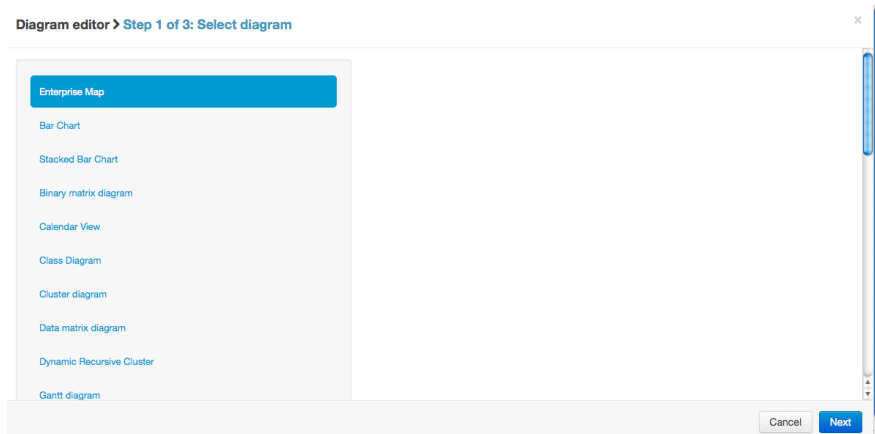 Diagram editor > Step 1 of 3: Select diagram
×
Enterprise Map
Bar Chart
Stacked Bar Chart
Binary matrix diagram
Calendar View
Class Diagram
Cluster diagram
Data matrix diagram
Dynamic Recursive Cluster
Gantt diagram
Cancel Next